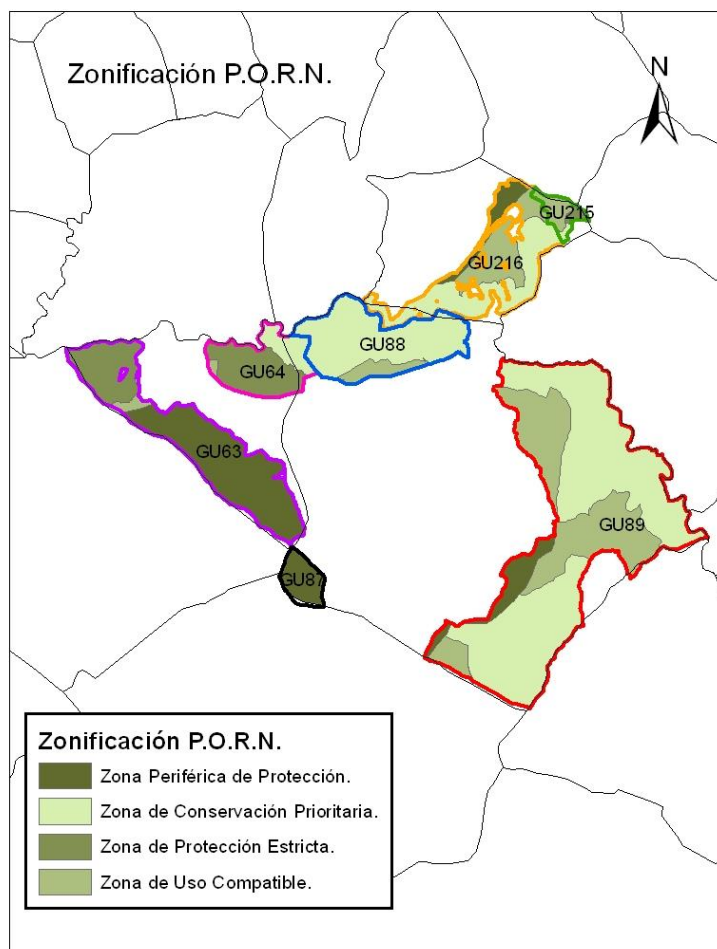 Zonificación P.O.R.N.
N
GU215
GU216
GU88
GU64
GU63
GU89
GU87
Zonificación P.O.R.N.
Zona Periférica de Protección.
Zona de Conservación Prioritaria.
Zona de Protección Estricta.
Zona de Uso Compatible.